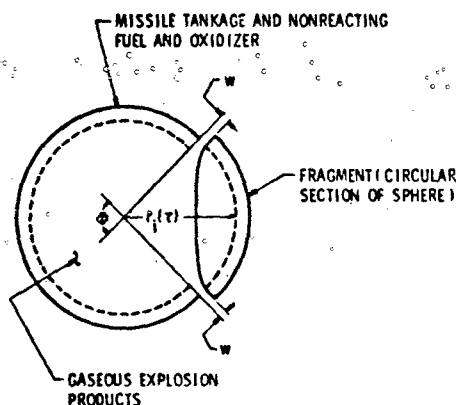 MISSILE TANKAGE AND NONREACTING
FUEL AND OXIDIZER
W
FRAGMENT (CIRCULAR
SECTION OF SPHERE)
Φ
(τ)
W
GASEOUS EXPLOSION
PRODUCTS